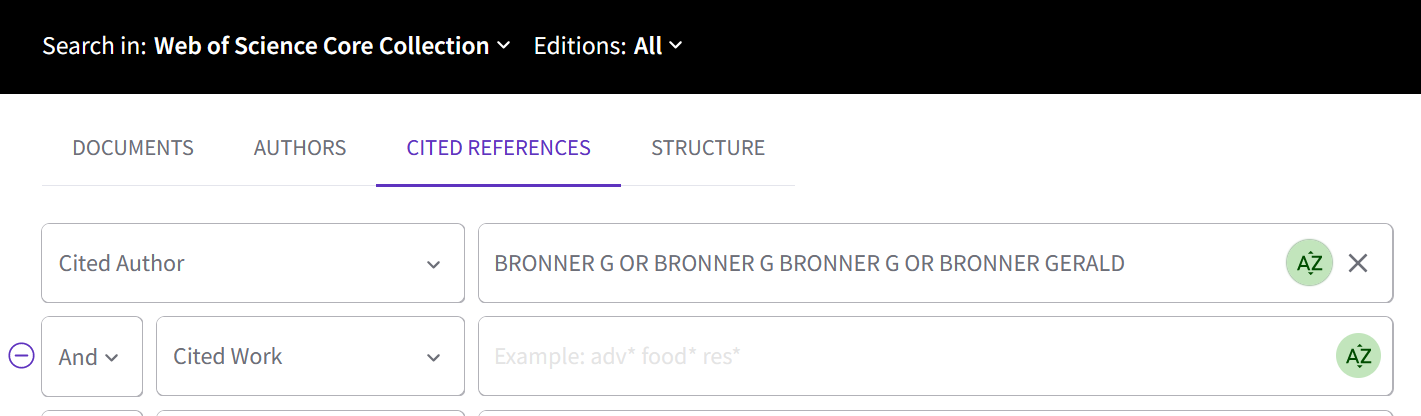 Search in: Web of Science Core Collection Editions: All
DOCUMENTS AUTHORS CITED REFERENCES STRUCTURE
Cited Author BRONNER G OR BRONNER G BRONNER G OR BRONNER GERALD AZ
And Cited Work Example: adv* food* res* AZ